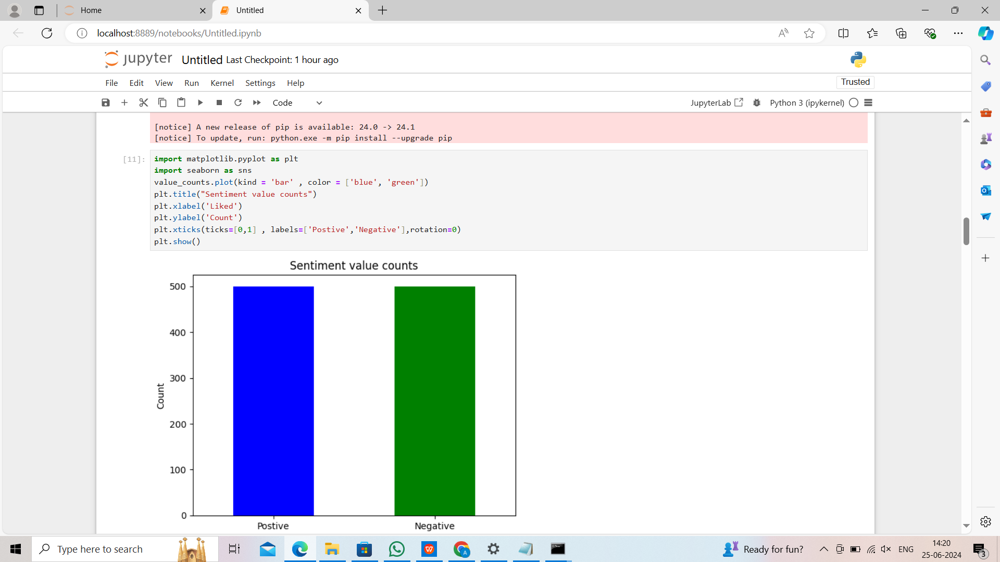 Home
Untitled
localhost:8889/notebooks/Untitled.ipynb
jupyter Untitled Last Checkpoint: 1 hour ago
File Edit View Run Kernel Settings Help
Trusted
Code
JupyterLab
Python 3 (ipykernel)
[notice] A new release of pip is available: 24.0 -> 24.1
[notice] To update, run: python.exe -m pip install --upgrade pip
[11]:
import matplotlib.pyplot as plt
import seaborn as sns
value_counts.plot(kind = 'bar' , color = ['blue', 'green'])
plt.title("Sentiment value counts")
plt.xlabel('Liked')
plt.ylabel('Count')
plt.xticks(ticks=[0,1] , labels=['Postive','Negative'],rotation=0)
plt.show()
Sentiment value counts
500
400
300
200
100
0
Count
Postive
Negative
Type here to search
Ready for fun?
ENG
14:20
25-06-2024
3